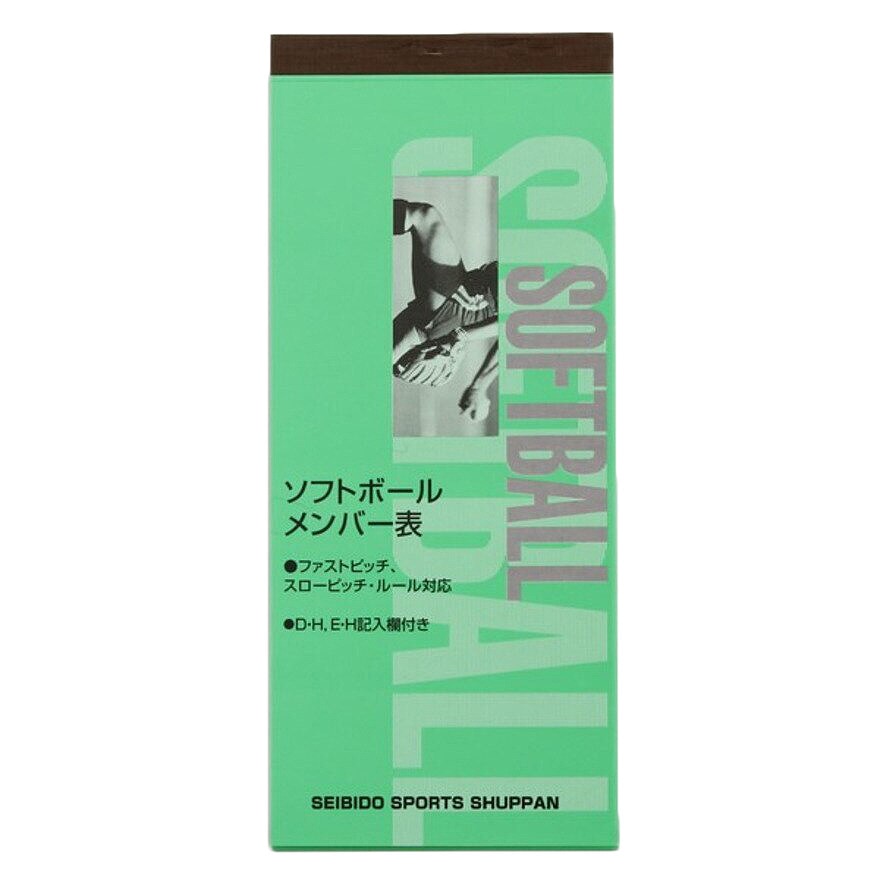 SOFTBALL
SOFTBALL
ソフトボール
メンバー表
●ファストピッチ、
スローピッチ・ルール対応
●D・H, E・H記入欄付き
SEIBIDO SPORTS SHUPPAN